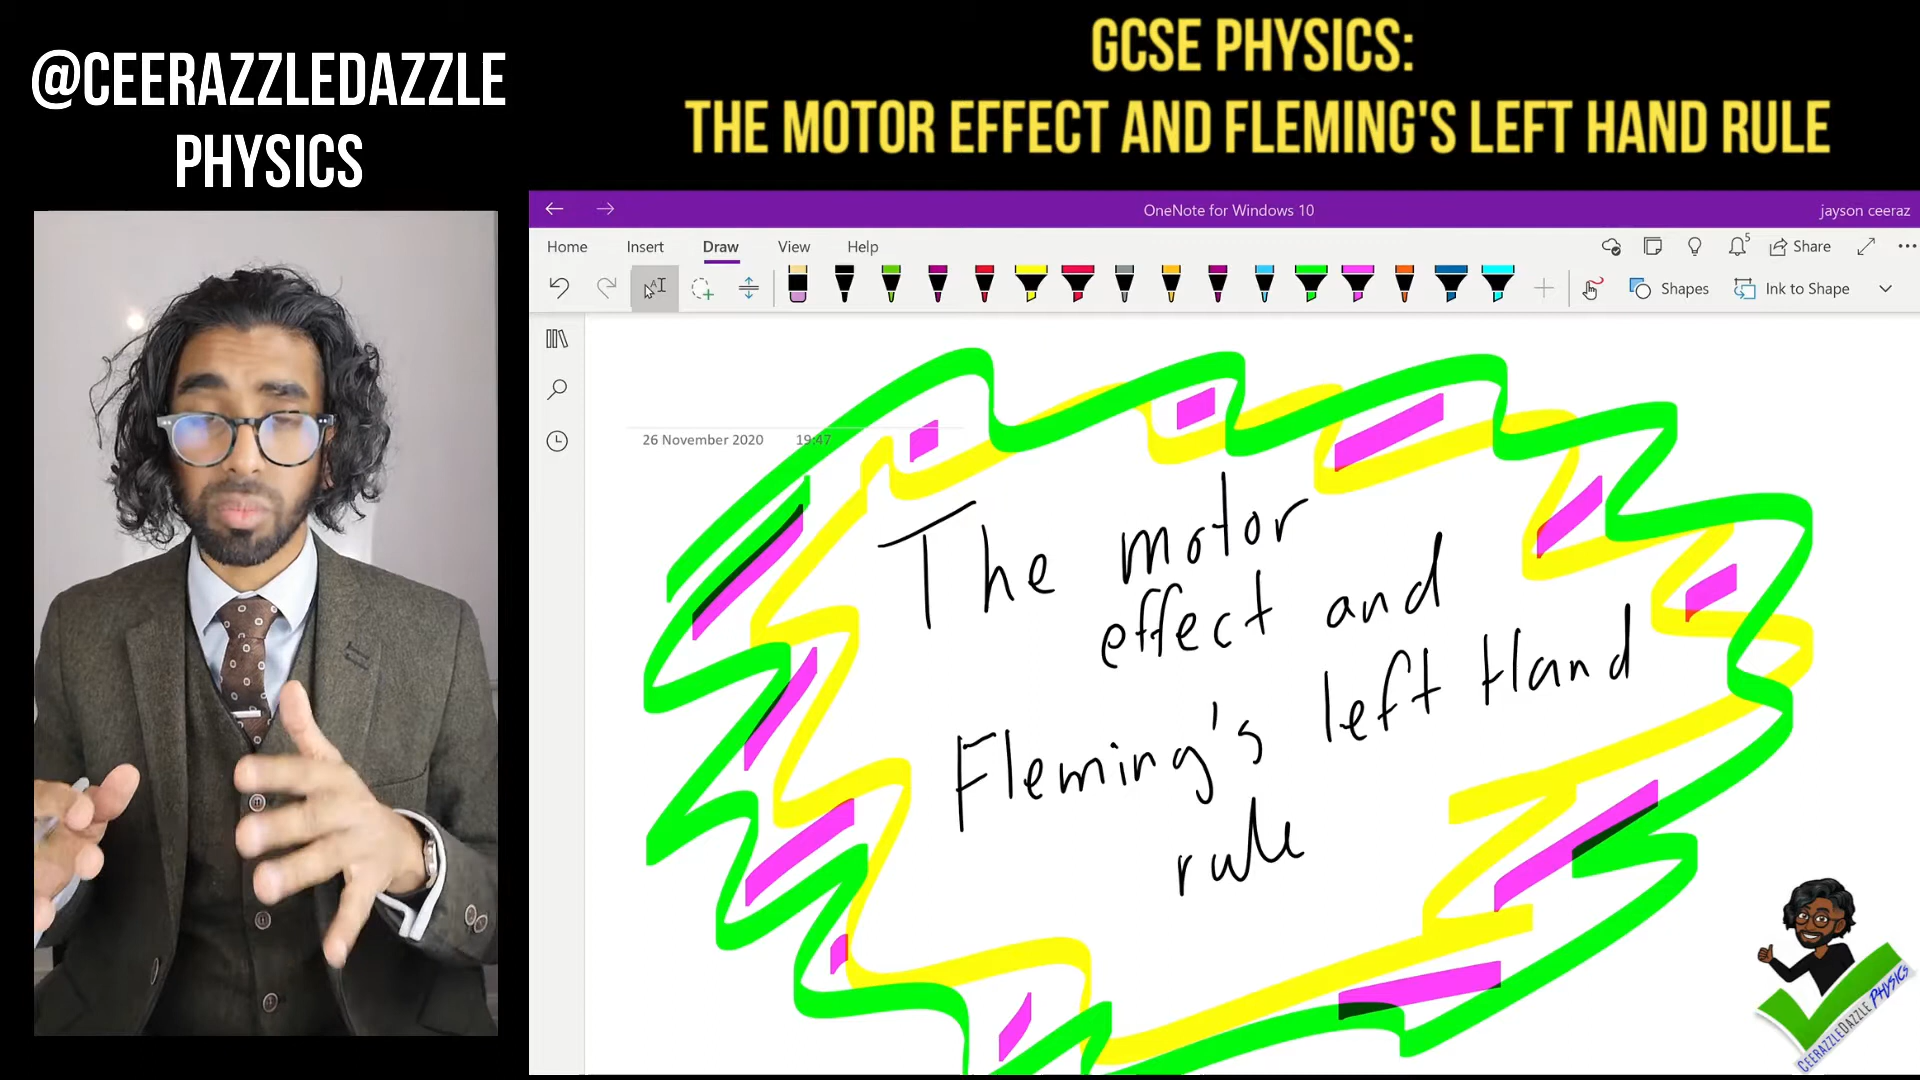 @CEERAZZLEDAZZLE
PHYSICS
GCSE PHYSICS:
THE MOTOR EFFECT AND FLEMING'S LEFT HAND RULE
OneNote for Windows 10
jayson ceeraz
Home Insert Draw View Help
5
Share
Shapes
Ink to Shape
26 November 2020 19:47
The motor
effect and
Fleming's left Hand
rule
CEERAZZLEDAZZLE PHYSICS